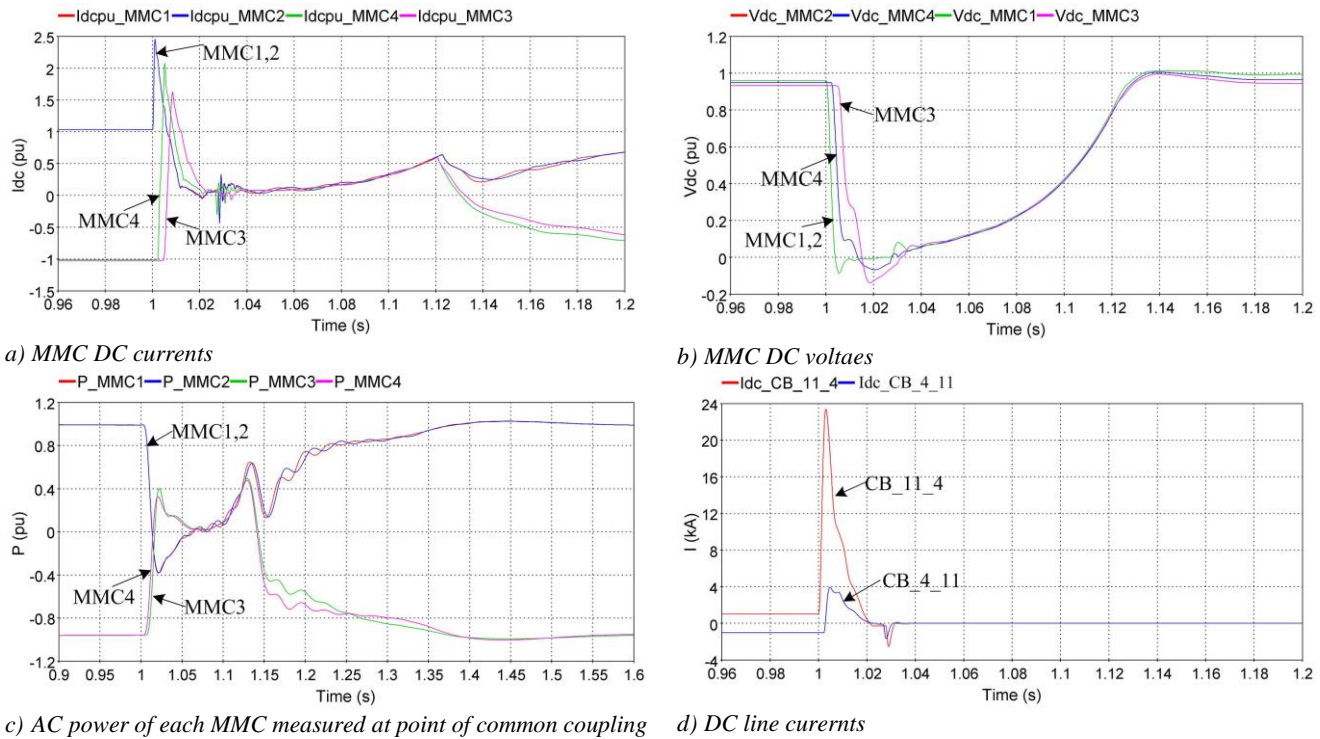 Idcpu_MMC1 Idcpu_MMC2 Idcpu_MMC4 Idcpu_MMC3
2.5
2
1.5
1
0.5
0
-0.5
-1
-1.5
Idc (pu)
MMC1,2
MMC4
MMC3
0.96 0.98 1 1.02 1.04 1.06 1.08 1.1 1.12 1.14 1.16 1.18 1.2
Time (s)
a) MMC DC currents
Vdc_MMC2 Vdc_MMC4 Vdc_MMC1 Vdc_MMC3
1.2
1
0.8
0.6
0.4
0.2
0
-0.2
Vdc (pu)
MMC3
MMC4
MMC1,2
0.96 0.98 1 1.02 1.04 1.06 1.08 1.1 1.12 1.14 1.16 1.18 1.2
Time (s)
b) MMC DC voltaes
P_MMC1 P_MMC2 P_MMC3 P_MMC4
1.2
0.8
0.4
0
-0.4
-0.8
-1.2
P (pu)
MMC1,2
MMC4
MMC3
0.9 0.95 1 1.05 1.10 1.15 1.2 1.25 1.3 1.35 1.4 1.45 1.5 1.55 1.6
Time (s)
c) AC power of each MMC measured at point of common coupling
Idc_CB_11_4 Idc_CB_4_11
24
20
16
12
8
4
0
-4
I (kA)
CB_11_4
CB_4_11
0.96 0.98 1 1.02 1.04 1.06 1.08 1.1 1.12 1.14 1.16 1.18 1.2
Time (s)
d) DC line curernts